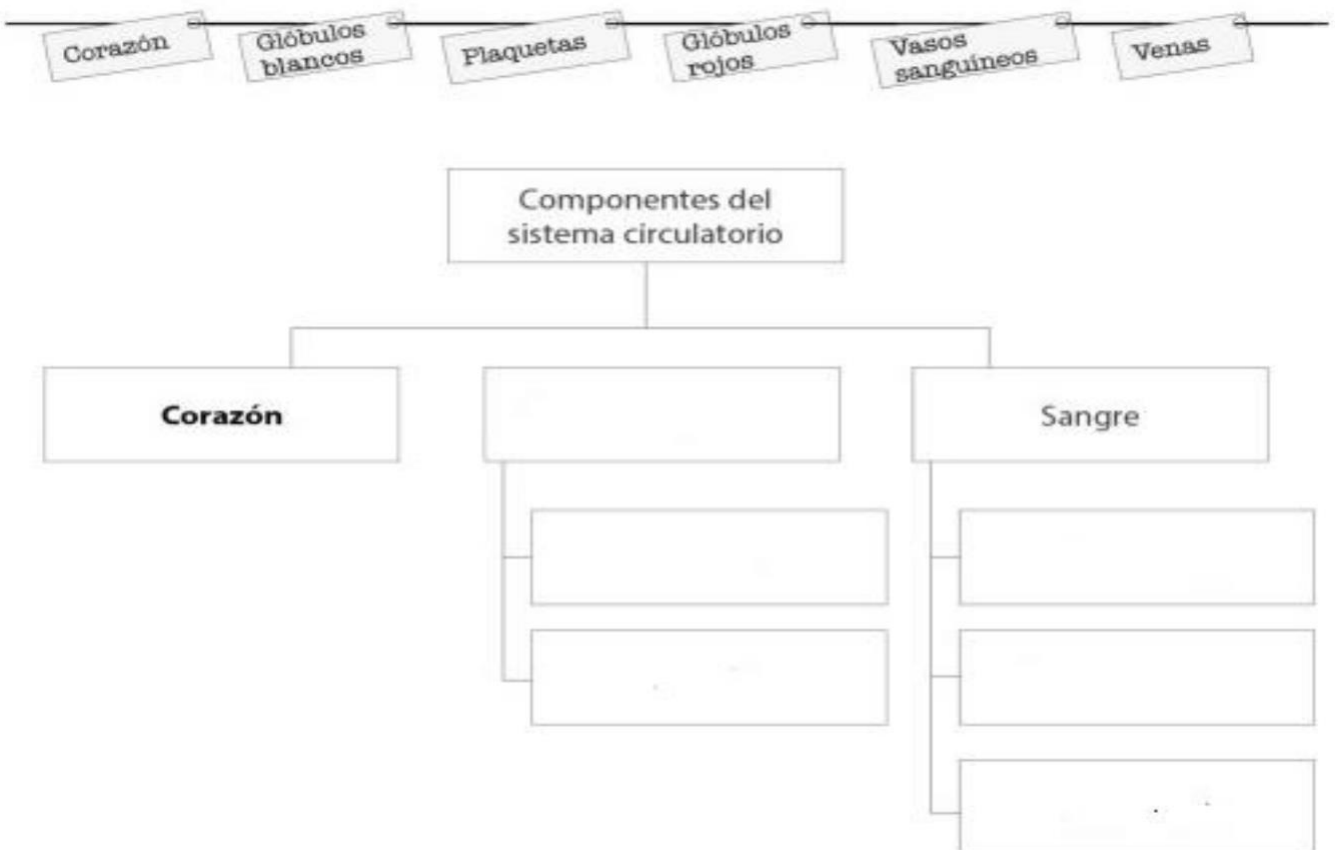 Corazón
Glóbulos
blancos
Plaquetas
Glóbulos
rojos
Vasos
sanguíneos
Venas
Componentes del
sistema circulatorio
Corazón
Sangre